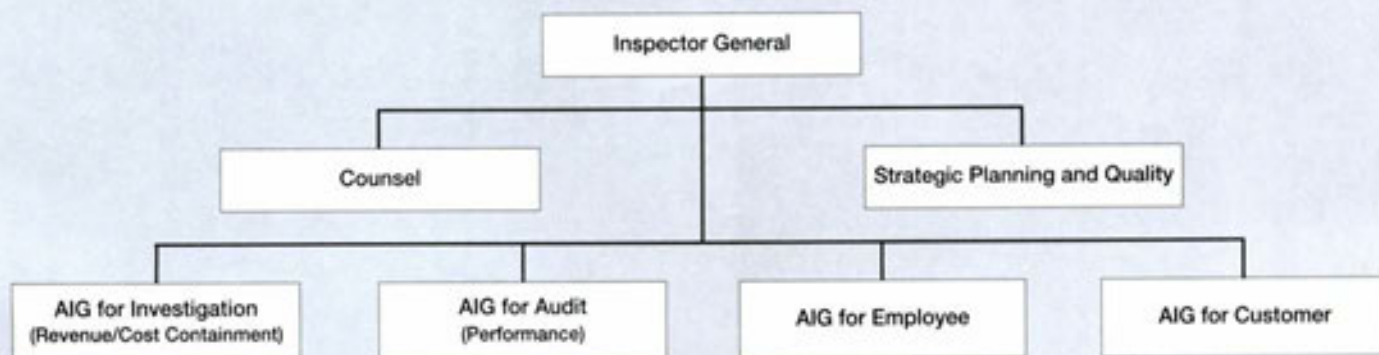 Inspector General
Counsel
Strategic Planning and Quality
AIG for Investigation
(Revenue/Cost Containment)
AIG for Audit
(Performance)
AIG for Employee
AIG for Customer